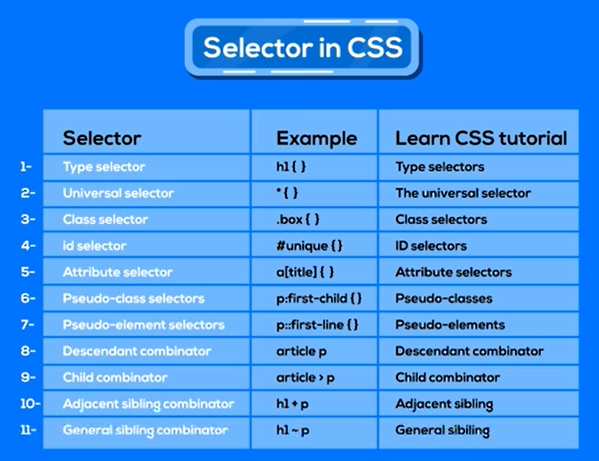 Selector in CSS
Selector Example Learn CSS tutorial
1- Type selector h1 { } Type selectors
2- Universal selector * { } The universal selector
3- Class selector .box { } Class selectors
4- id selector #unique { } ID selectors
5- Attribute selector a[title] { } Attribute selectors
6- Pseudo-class selectors p:first-child { } Pseudo-classes
7- Pseudo-element selectors p::first-line { } Pseudo-elements
8- Descendant combinator article p Descendant combinator
9- Child combinator article > p Child combinator
10- Adjacent sibling combinator h1 + p Adjacent sibling
11- General sibling combinator h1 ~ p General sibiling